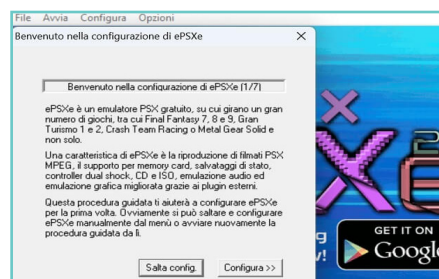 File Avvia Configura Opzioni
Benvenuto nella configurazione di ePSXe
Benvenuto nella configurazione di ePSXe (1/7)
ePSXe è un emulatore PSX gratuito, su cui girano un gran
numero di giochi, tra cui Final Fantasy 7, 8 e 9, Gran
Turismo 1 e 2, Crash Team Racing o Metal Gear Solid e
non solo.
Una caratteristica di ePSXe è la riproduzione di filmati PSX
MPEG, il supporto per memory card, salvataggi di stato,
controller dual shock, CD e ISO, emulazione audio ed
emulazione grafica migliorata grazie ai plugin esterni.
Questa procedura guidata ti aiuterà a configurare ePSXe
per la prima volta. Ovviamente si può saltare e configurare
ePSXe manualmente dal menù o avviare nuovamente la
procedura guidata da lì.
Salta config.
Configura >>
GET IT ON
Google